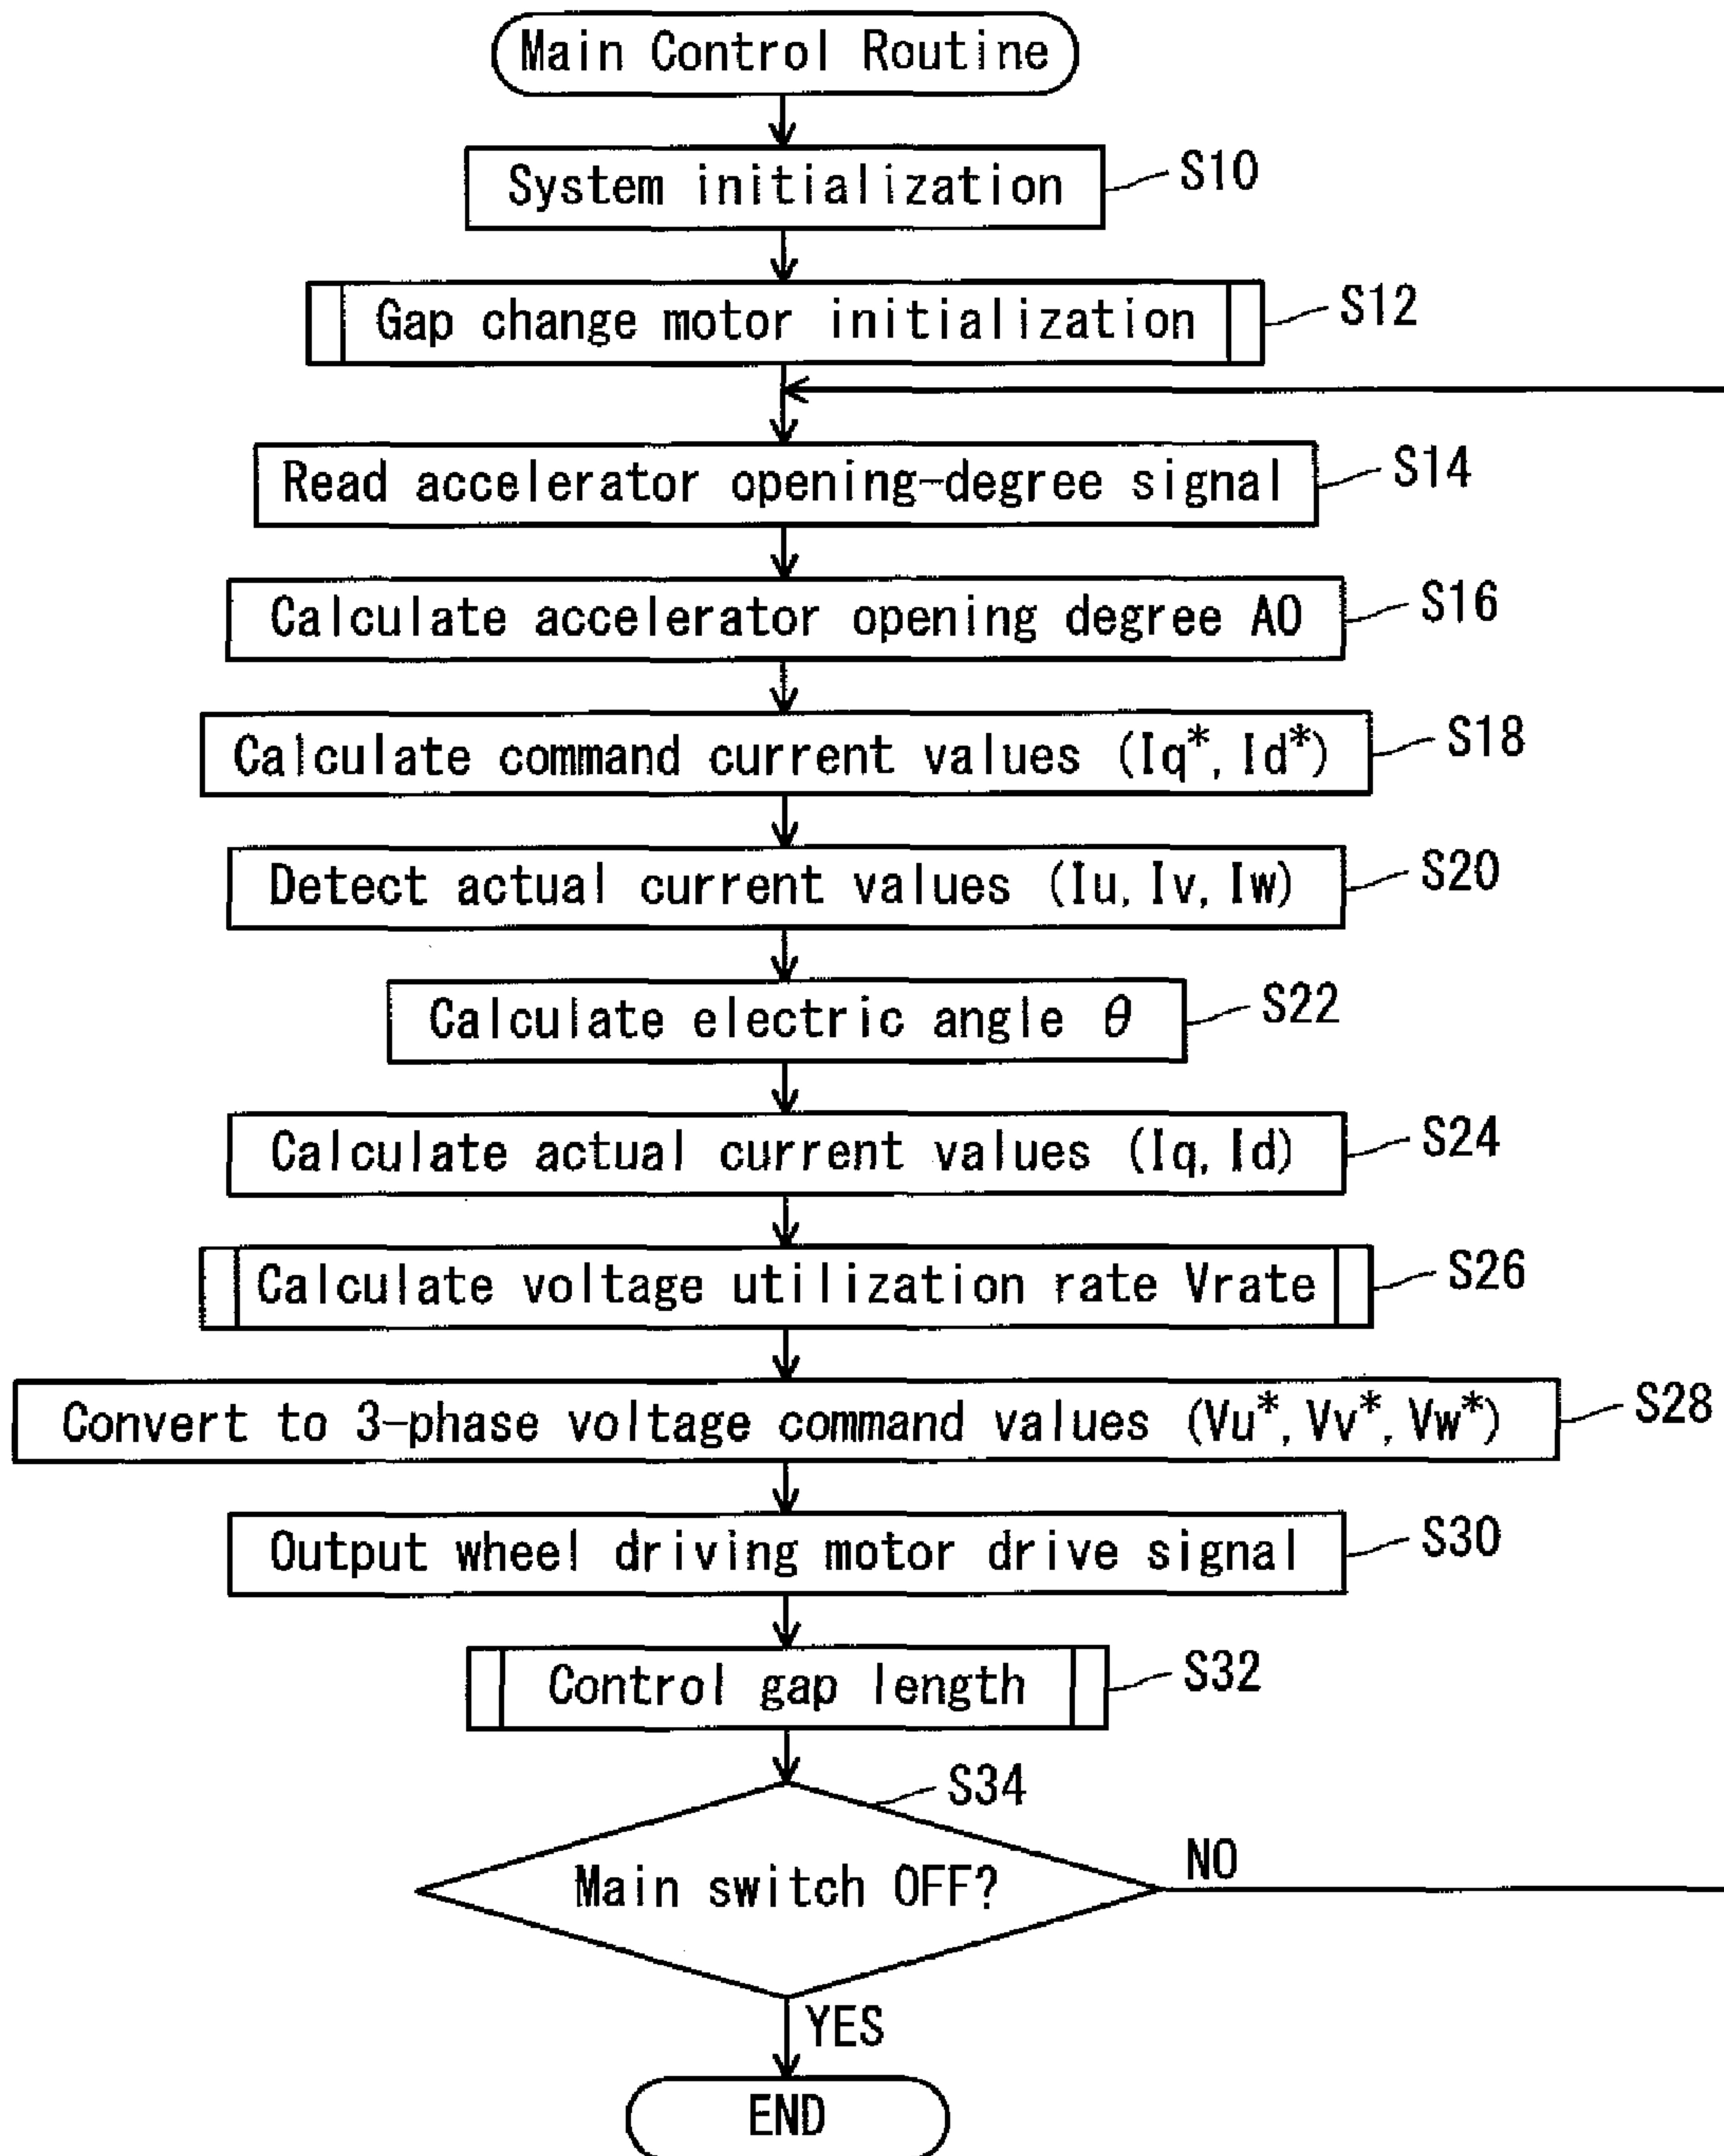 Main Control Routine
System initialization
S10
Gap change motor initialization
S12
Read accelerator opening-degree signal
S14
Calculate accelerator opening degree AO
S16
Calculate command current values (Iq*, Id*)
S18
Detect actual current values (Iu, Iv, Iw)
S20
Calculate electric angle θ
S22
Calculate actual current values (Iq, Id)
S24
Calculate voltage utilization rate Vrate
S26
Convert to 3-phase voltage command values (Vu*, Vv*, Vw*)
S28
Output wheel driving motor drive signal
S30
Control gap length
S32
S34
Main switch OFF?
NO
YES
END